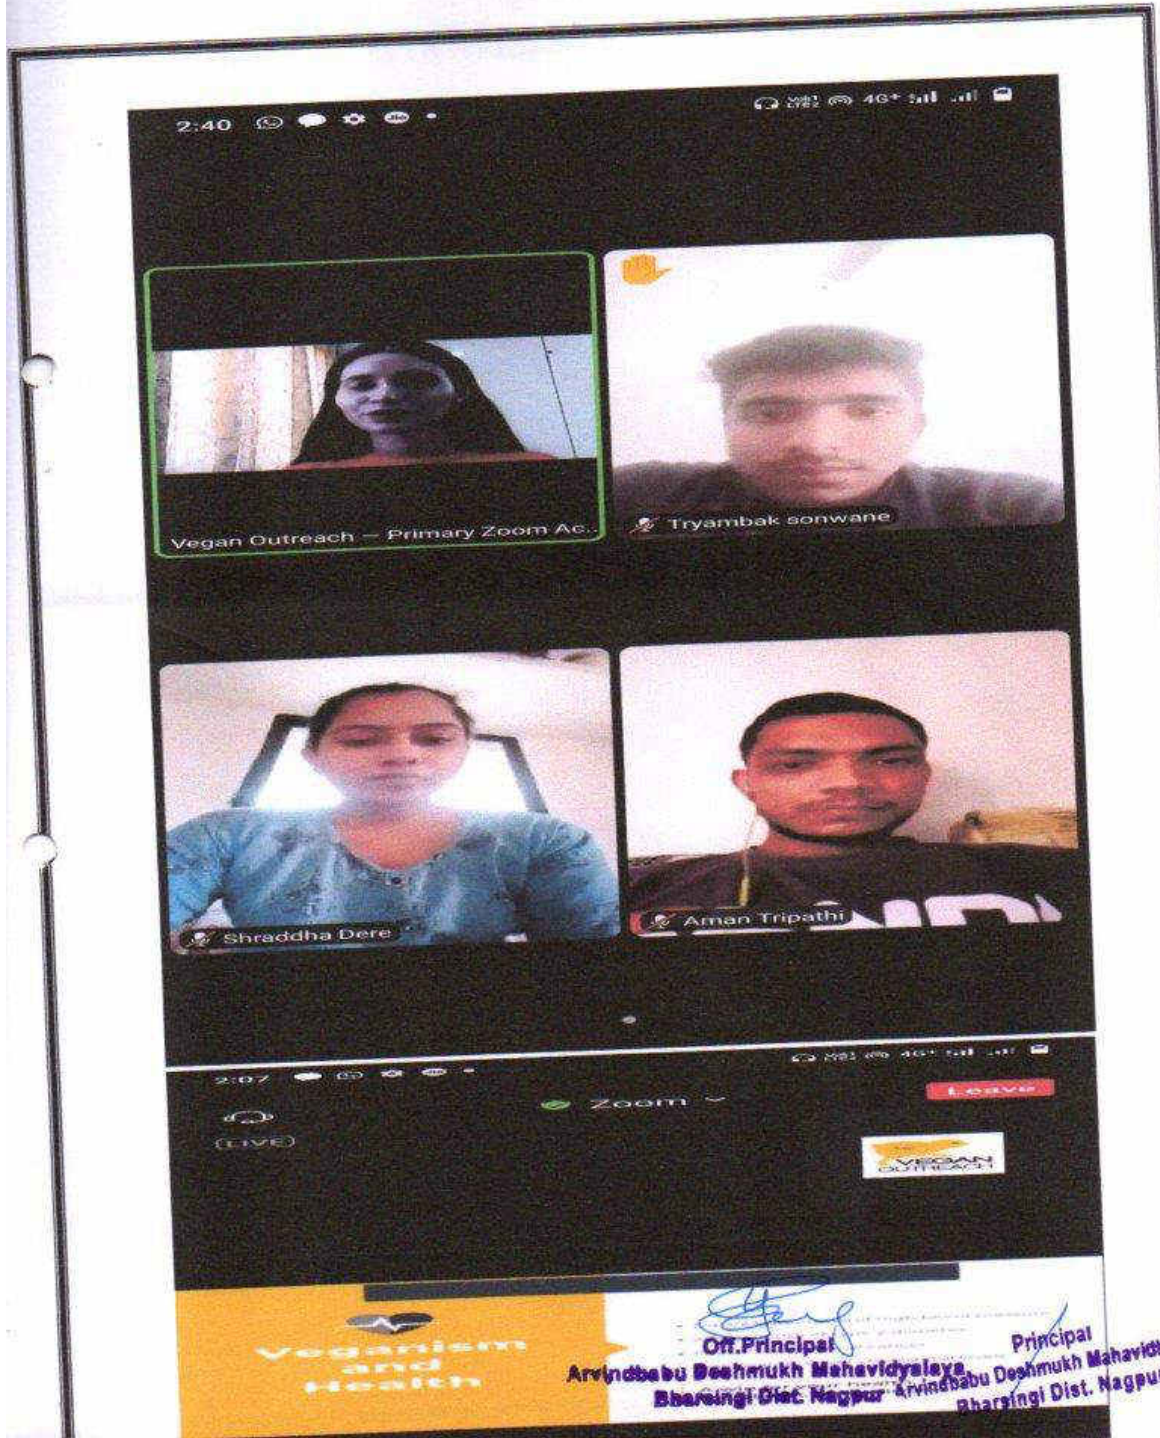 2:40
4G+
Vegan Outreach — Primary Zoom Ac...
Tryambak sonwane
Shraddha Dere
Aman Tripathi
2:07
4G+
Zoom
Leave
(LIVE)
VEGAN
OUTREACH
Veganism
and
Health
Off.Principal
Arvindbabu Deshmukh Mahavidyalaya
Bharsingi Dist. Nagpur
Principal
Arvindbabu Deshmukh Mahavid
Bharsingi Dist. Nagpur